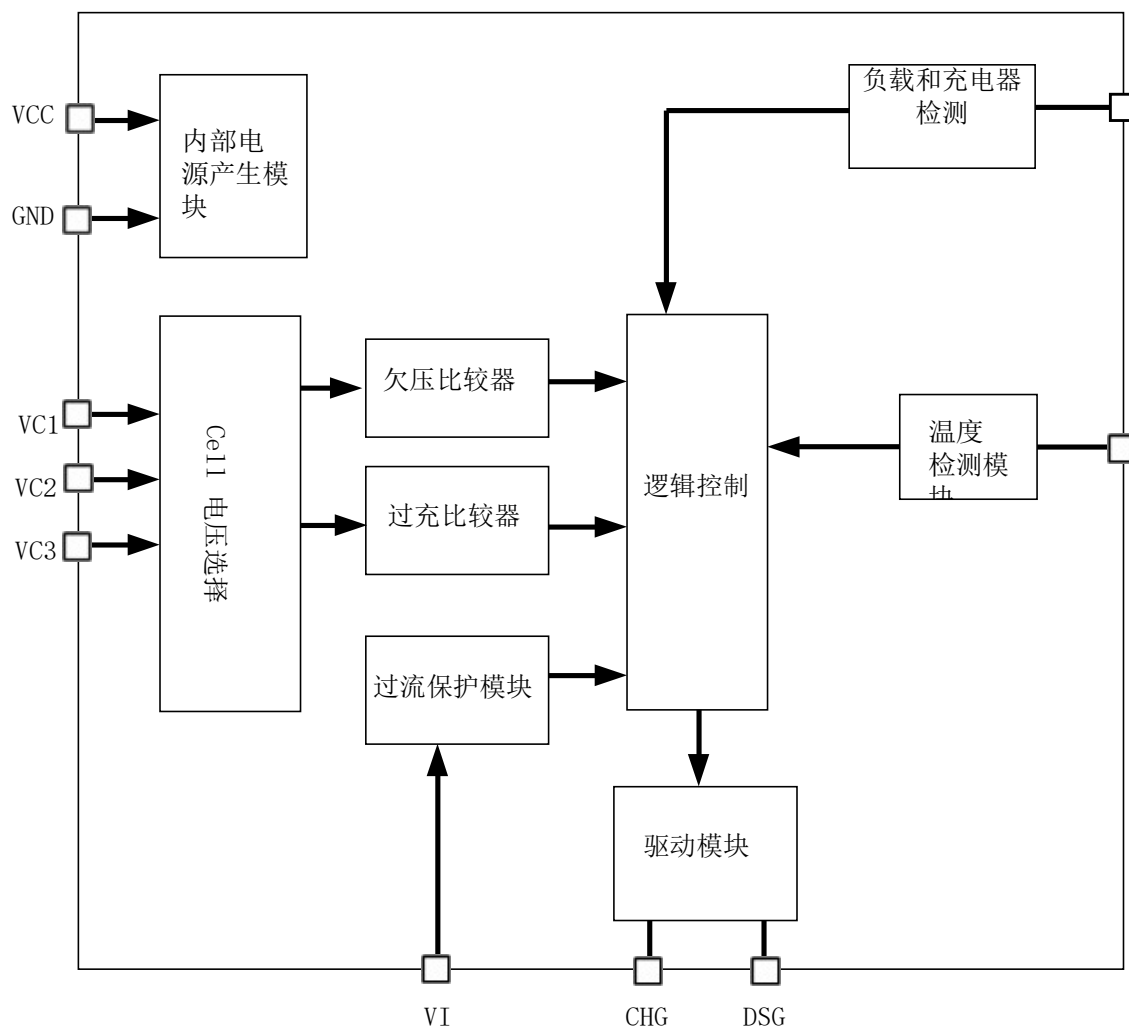 负载和充电器
检测
VCC
内部电
源产生模
块
GND
欠压比较器
VC1
VC2
VC3
Cell 电压选择
过充比较器
逻辑控制
温度
检测模
块
过流保护模块
驱动模块
VI
CHG
DSG